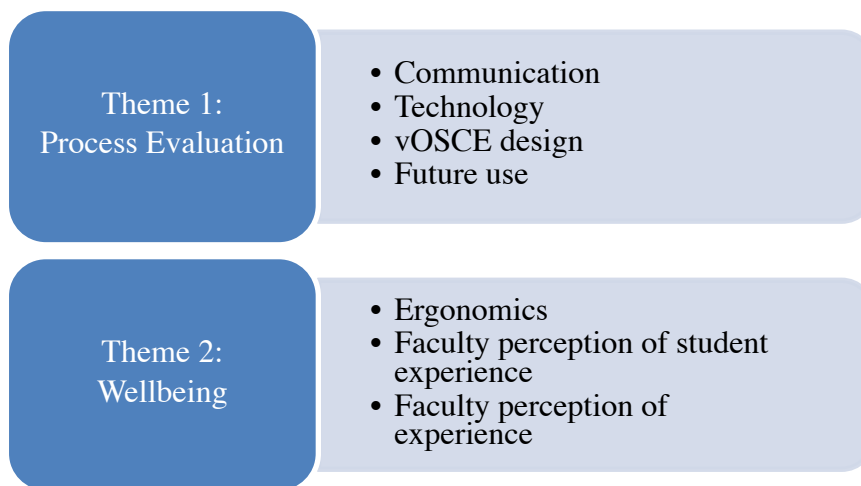 Theme 1:
Process Evaluation
• Communication
• Technology
• vOSCE design
• Future use
Theme 2:
Wellbeing
• Ergonomics
• Faculty perception of student
experience
• Faculty perception of
experience